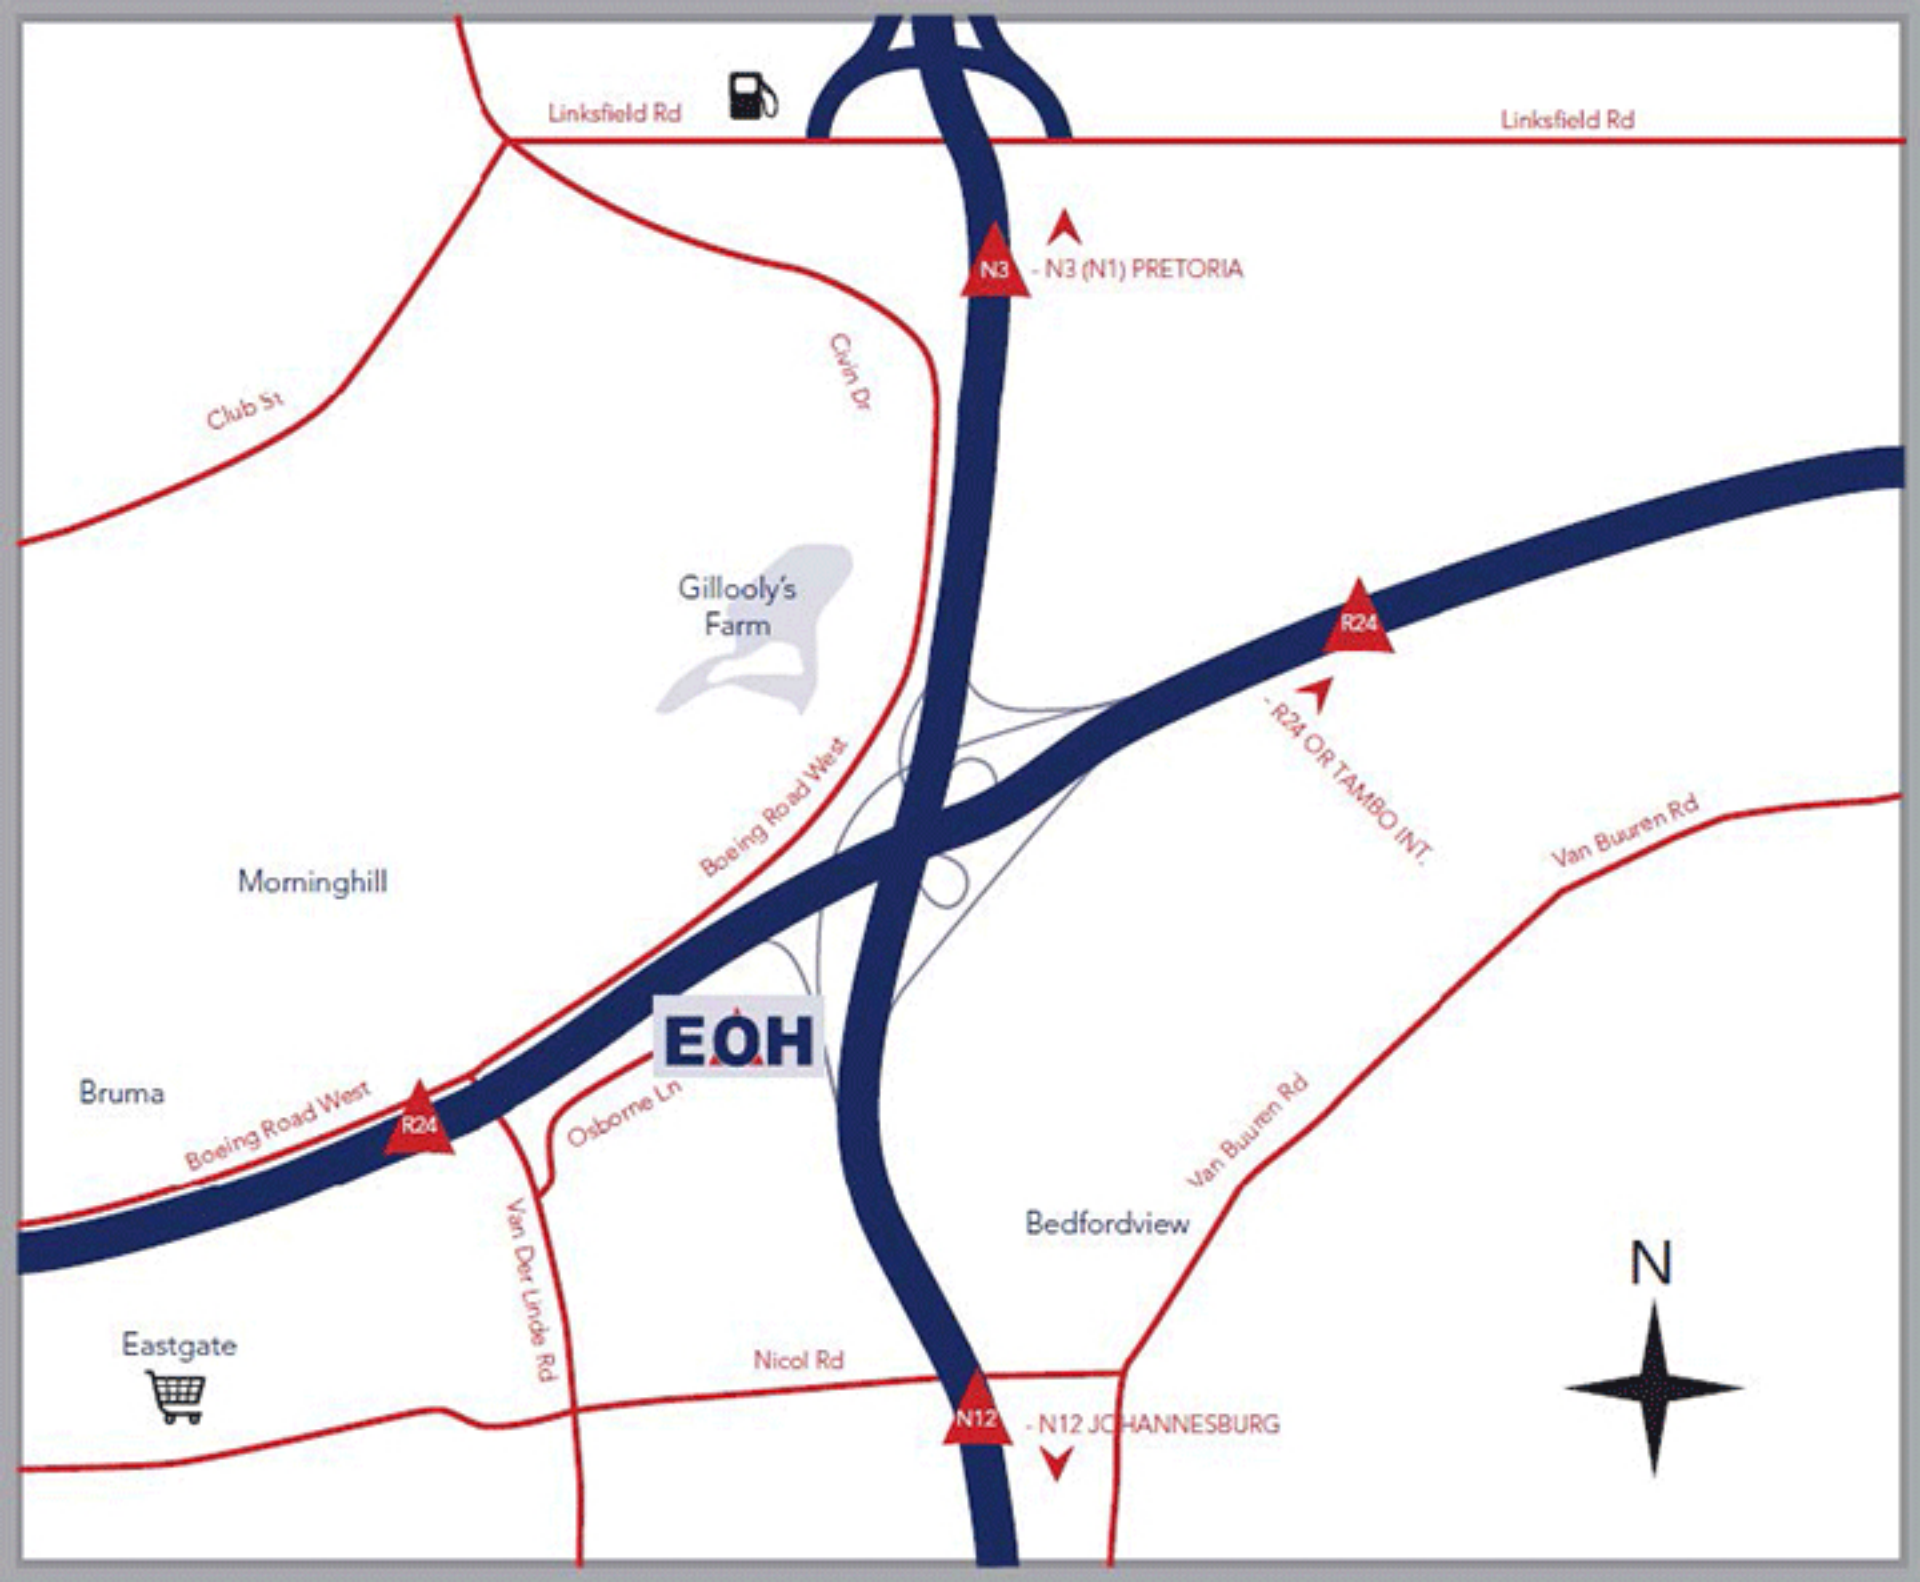 Linksfield Rd
Linksfield Rd
N3
- N3 (N1) PRETORIA
Civin Dr
Club St
Gillooly's
Farm
R24
- R24 OR TAMBO INT.
Boeing Road West
Van Buuren Rd
Morninghill
EOH
Bruma
Boeing Road West
R24
Osborne Ln
Van Buuren Rd
Van Der Linde Rd
Bedfordview
N
Eastgate
Nicol Rd
N12
- N12 JOHANNESBURG